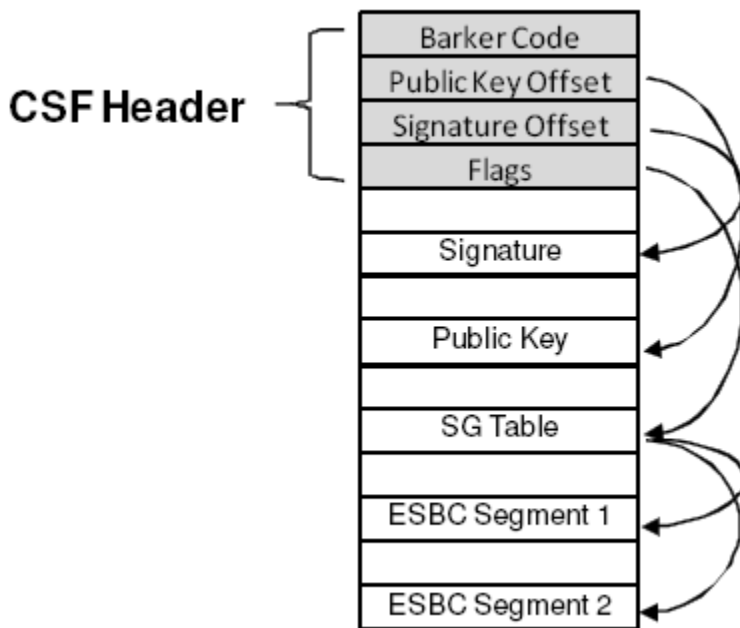 CSF Header
Barker Code
Public Key Offset
Signature Offset
Flags
Signature
Public Key
SG Table
ESBC Segment 1
ESBC Segment 2